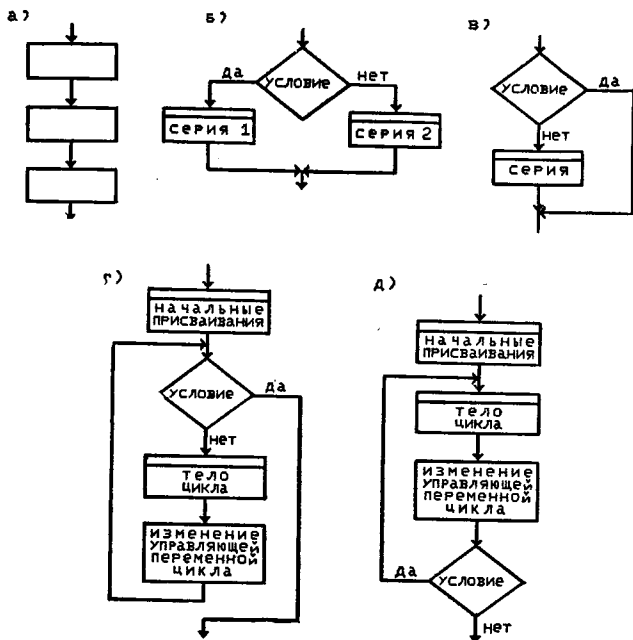 а)
б)
да
условие
нет
серия 1
серия 2
в)
условие
да
нет
серия
г)
начальные
присваивания
условие
да
нет
тело
цикла
изменение
управляющей
переменной
цикла
д)
начальные
присваивания
тело
цикла
изменение
управляющей
переменной
цикла
да
условие
нет